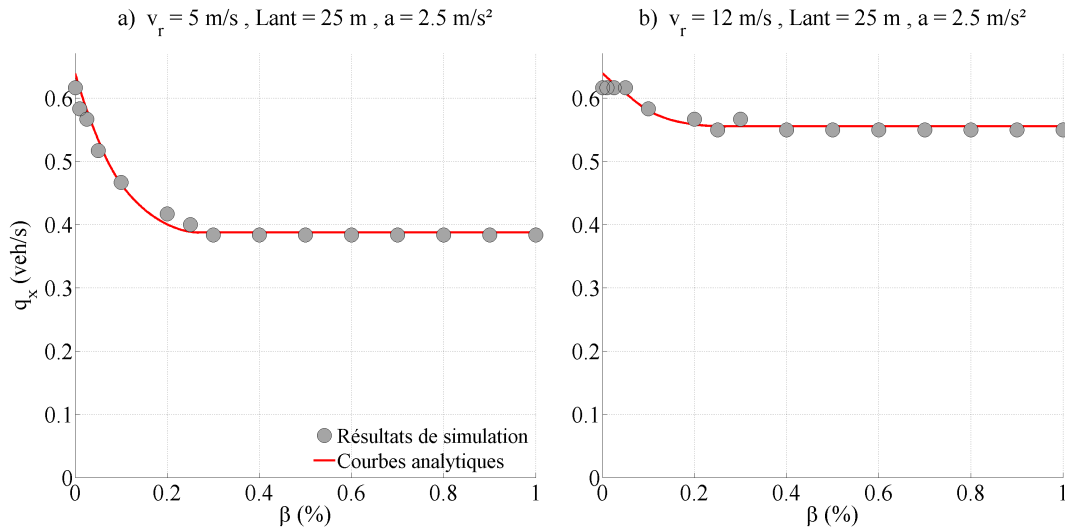 a) v_r = 5 m/s , Lant = 25 m , a = 2.5 m/s²
b) v_r = 12 m/s , Lant = 25 m , a = 2.5 m/s²
q_x (veh/s)
0.6
0.5
0.4
0.3
0.2
0.1
0
0 0.2 0.4 0.6 0.8 1
β (%)
Résultats de simulation
Courbes analytiques
0.6
0.5
0.4
0.3
0.2
0.1
0
0 0.2 0.4 0.6 0.8 1
β (%)